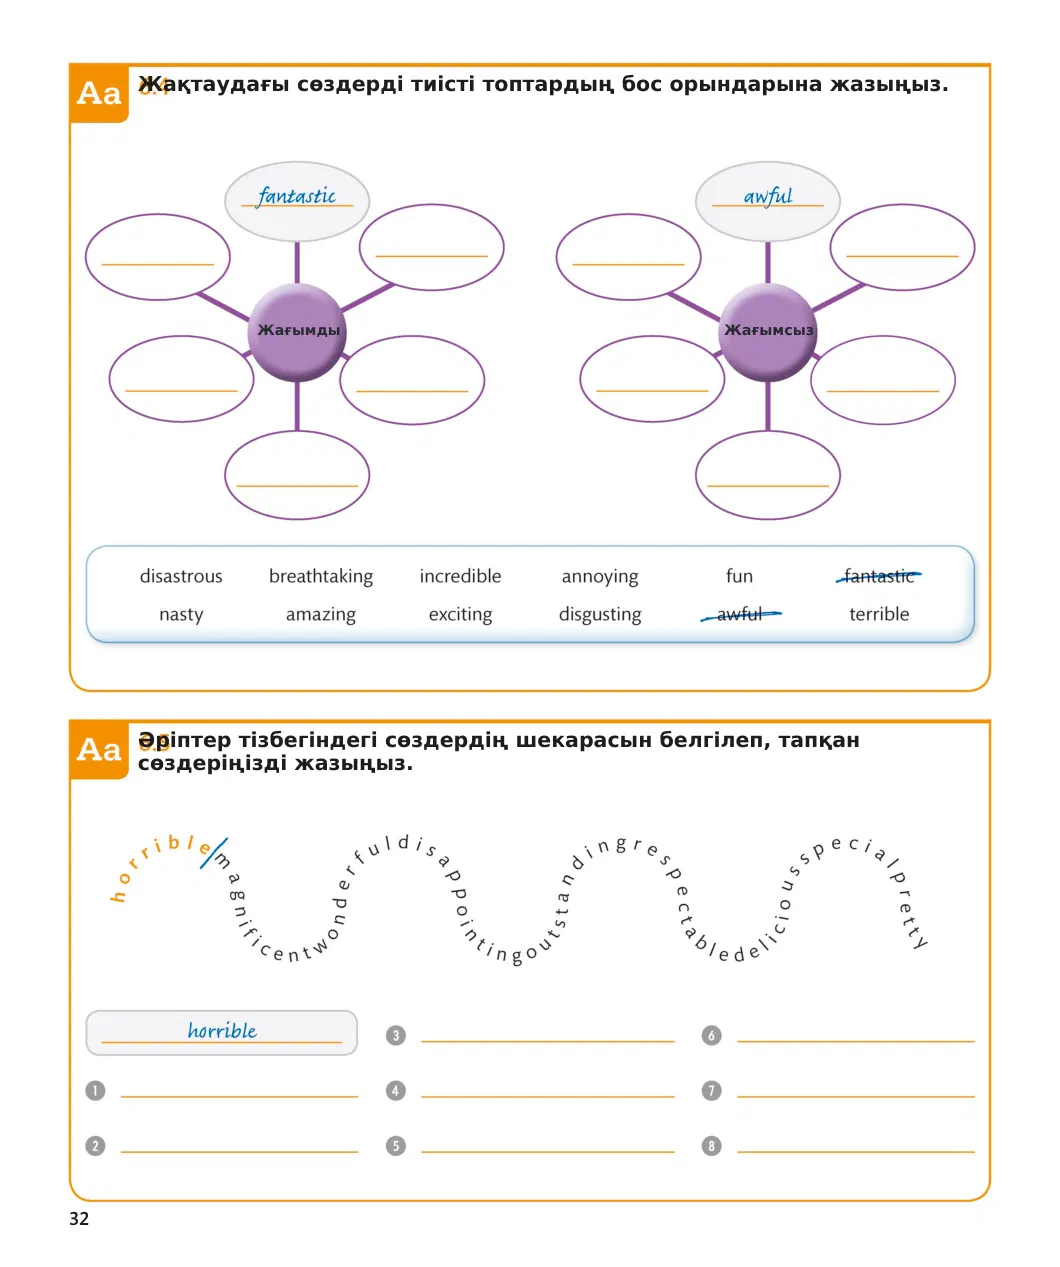 Aa
Жақтаудағы сөздерді тиісті топтардың бос орындарына жазыңыз.
fantastic
awful
Жағымды
Жағымсыз
disastrous breathtaking incredible annoying fun fantastic
nasty amazing exciting disgusting awful terrible
Aa
Әріптер тізбегіндегі сөздердің шекарасын белгілеп, тапқан
сөздеріңізді жазыңыз.
horrible/magnificentwonderfuldisappointingoutstandingrespectabledeliciousspecialpretty
horrible
3
6
1
4
7
2
5
8
32